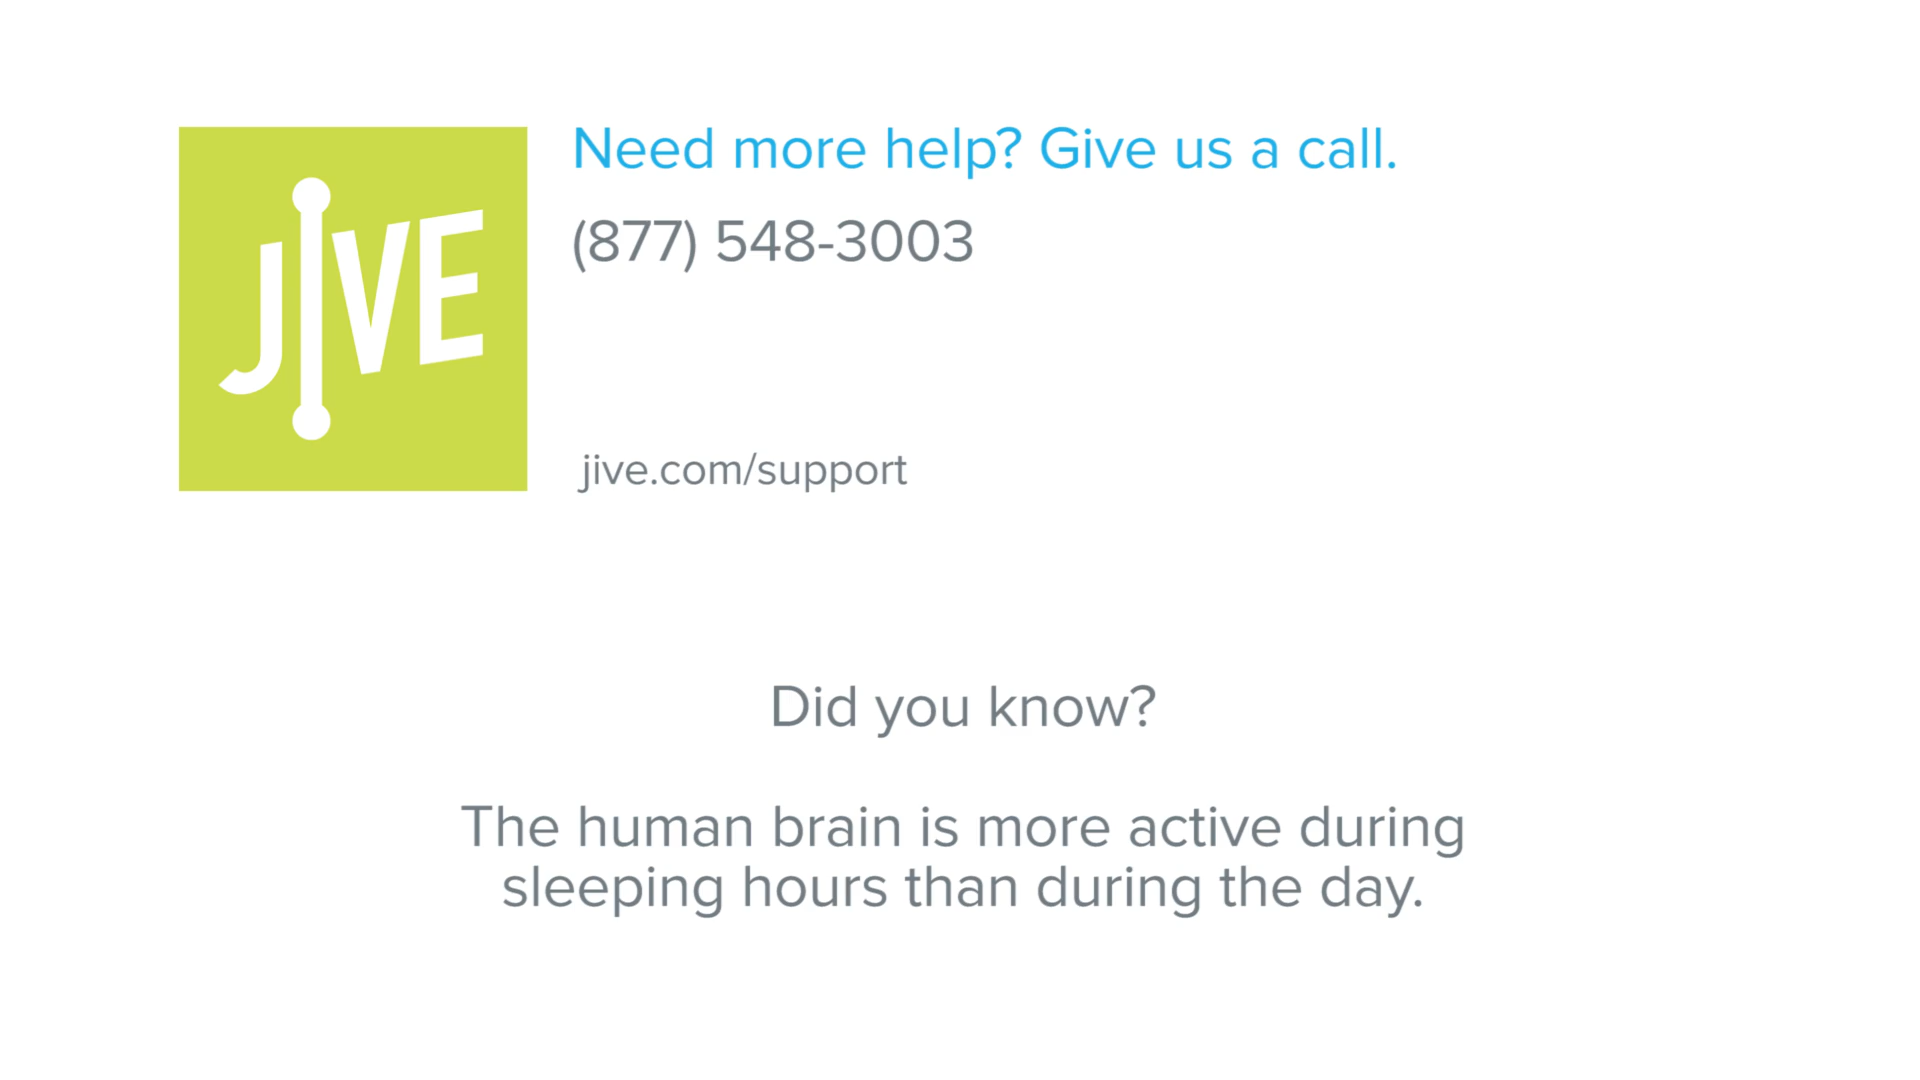 JIVE
Need more help? Give us a call.
(877) 548-3003
jive.com/support
Did you know?
The human brain is more active during
sleeping hours than during the day.